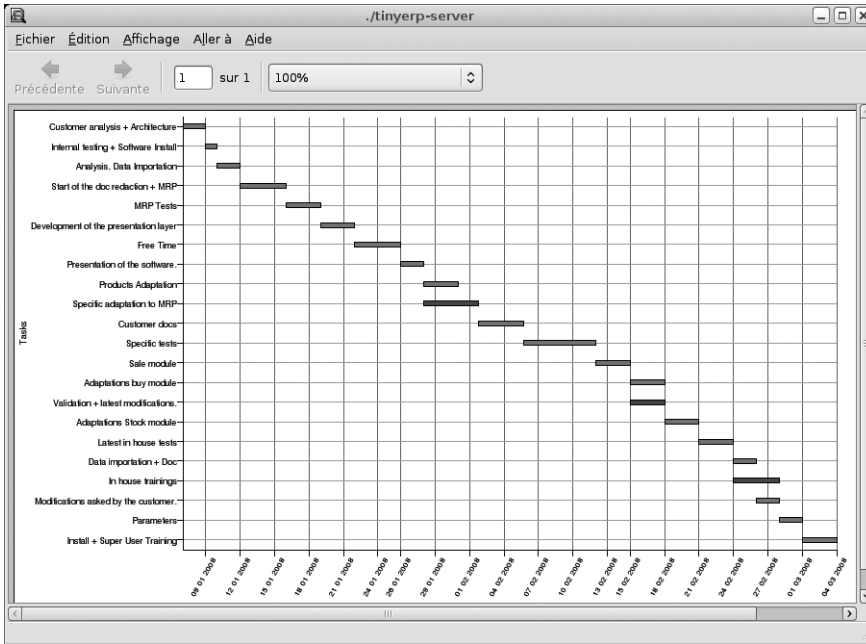 ./tinyerp-server
Fichier Édition Affichage Aller à Aide
Précédente Suivante 1 sur 1 100%
Customer analysis + Architecture
Internal testing + Software Install
Analysis, Data Importation
Start of the doc redaction + MRP
MRP Tests
Development of the presentation layer
Free Time
Presentation of the software.
Products Adaptation
Specific adaptation to MRP
Customer docs
Specific tests
Sale module
Adaptations buy module
Validation + latest modifications.
Adaptations Stock module
Latest in house tests
Data importation + Doc
In house trainings
Modifications asked by the customer.
Parameters
Install + Super User Training
Tasks
09 01 2008 12 01 2008 15 01 2008 18 01 2008 21 01 2008 24 01 2008 26 01 2008 29 01 2008 01 02 2008 04 02 2008 07 02 2008 10 02 2008 13 02 2008 15 02 2008 18 02 2008 21 02 2008 24 02 2008 27 02 2008 01 03 2008 04 03 2008